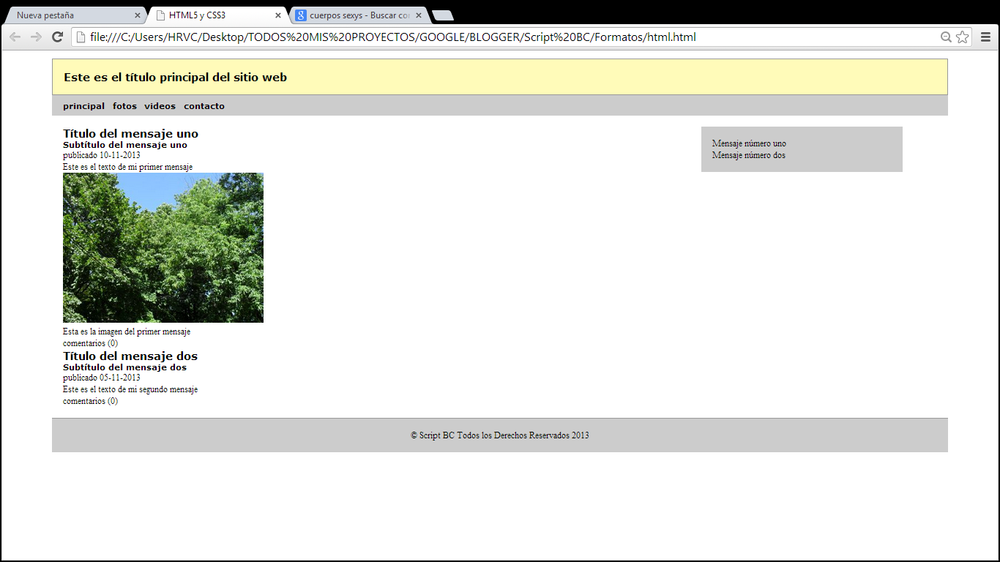 Nueva pestaña
HTML5 y CSS3
cuerpos sexys - Buscar co
file:///C:/Users/HRVC/Desktop/TODOS%20MIS%20PROYECTOS/GOOGLE/BLOGGER/Script%20BC/Formatos/html.html
Este es el título principal del sitio web
principal fotos videos contacto
Título del mensaje uno
Subtítulo del mensaje uno
publicado 10-11-2013
Este es el texto de mi primer mensaje
Esta es la imagen del primer mensaje
comentarios (0)
Título del mensaje dos
Subtítulo del mensaje dos
publicado 05-11-2013
Este es el texto de mi segundo mensaje
comentarios (0)
Mensaje número uno
Mensaje número dos
© Script BC Todos los Derechos Reservados 2013